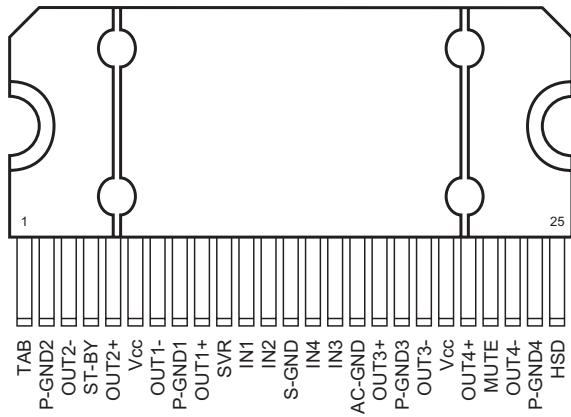 1
25
TAB
P-GND2
OUT2-
ST-BY
OUT2+
Vcc
OUT1-
P-GND1
OUT1+
SVR
IN1
IN2
S-GND
IN4
IN3
AC-GND
OUT3+
P-GND3
OUT3-
Vcc
OUT4+
MUTE
OUT4-
P-GND4
HSD